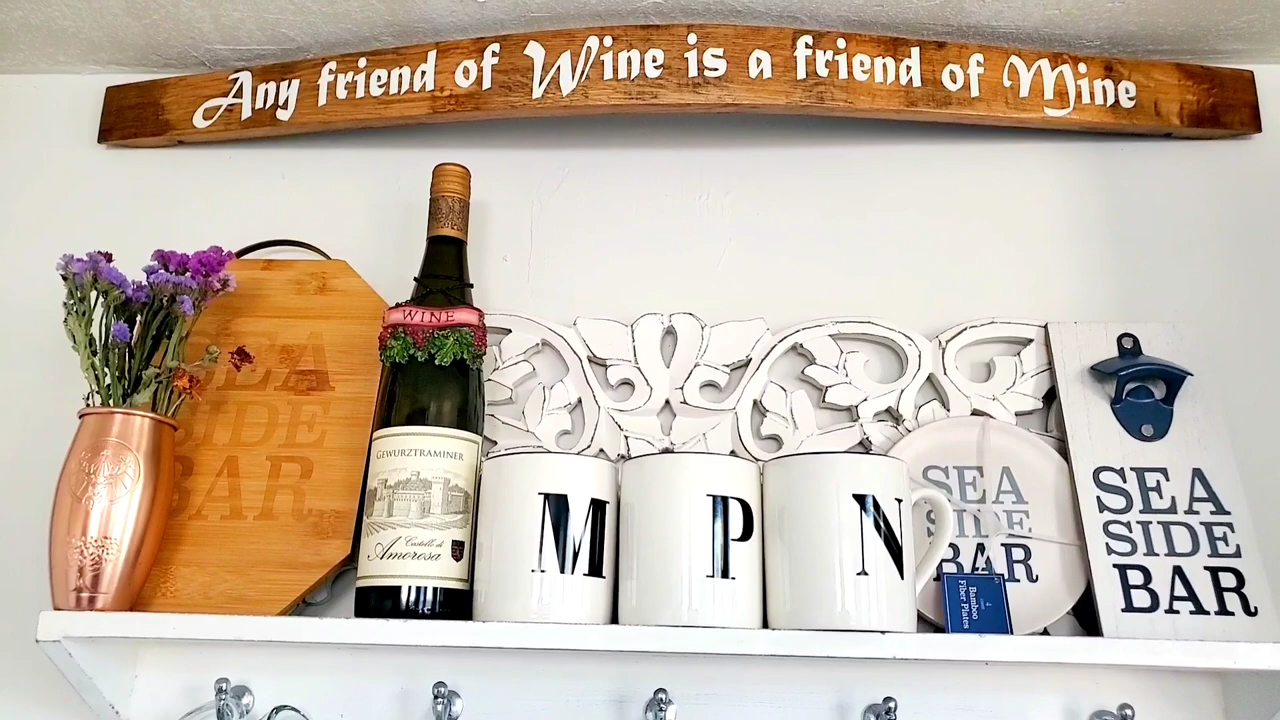 Any friend of Wine is a friend of Mine
SEA
SIDE
BAR
WINE
GEWURZTRAMINER
Castello di
Amorosa
M
P
N
SEA
SIDE
BAR
4
Bamboo
Fiber Plates
SEA
SIDE
BAR